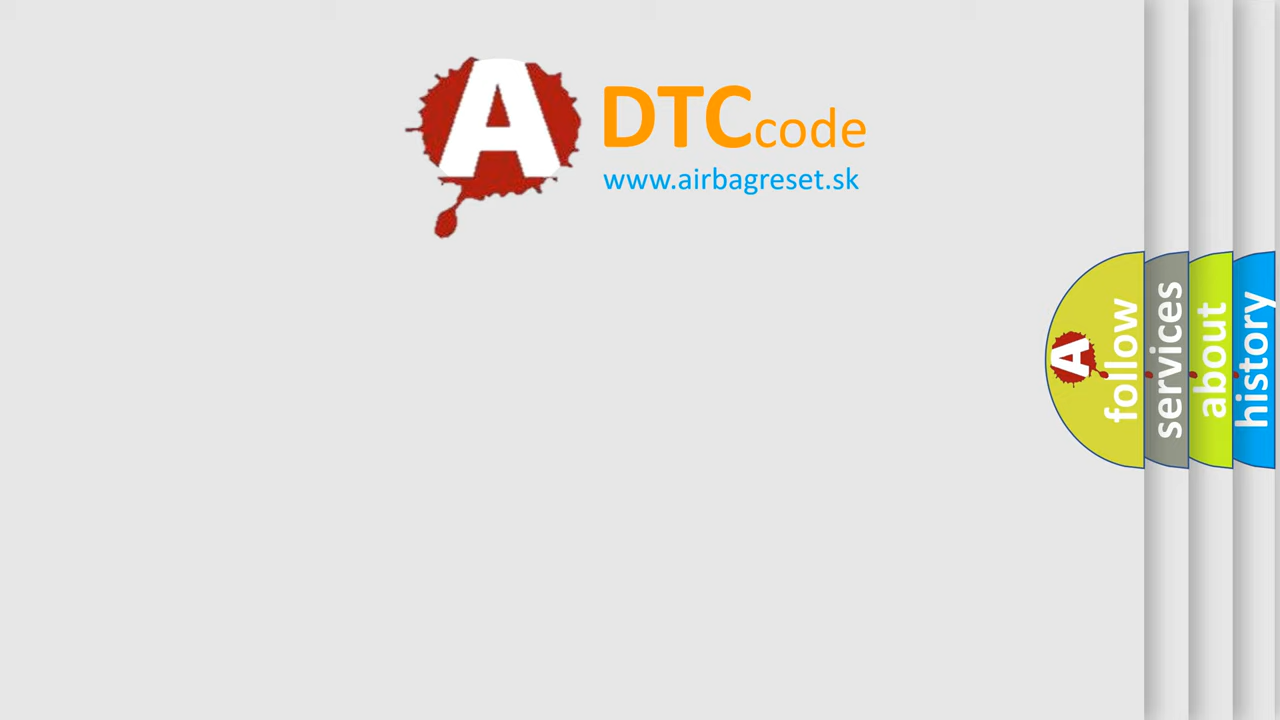 A
DTCcode
www.airbagreset.sk
A
follow
services
about
history